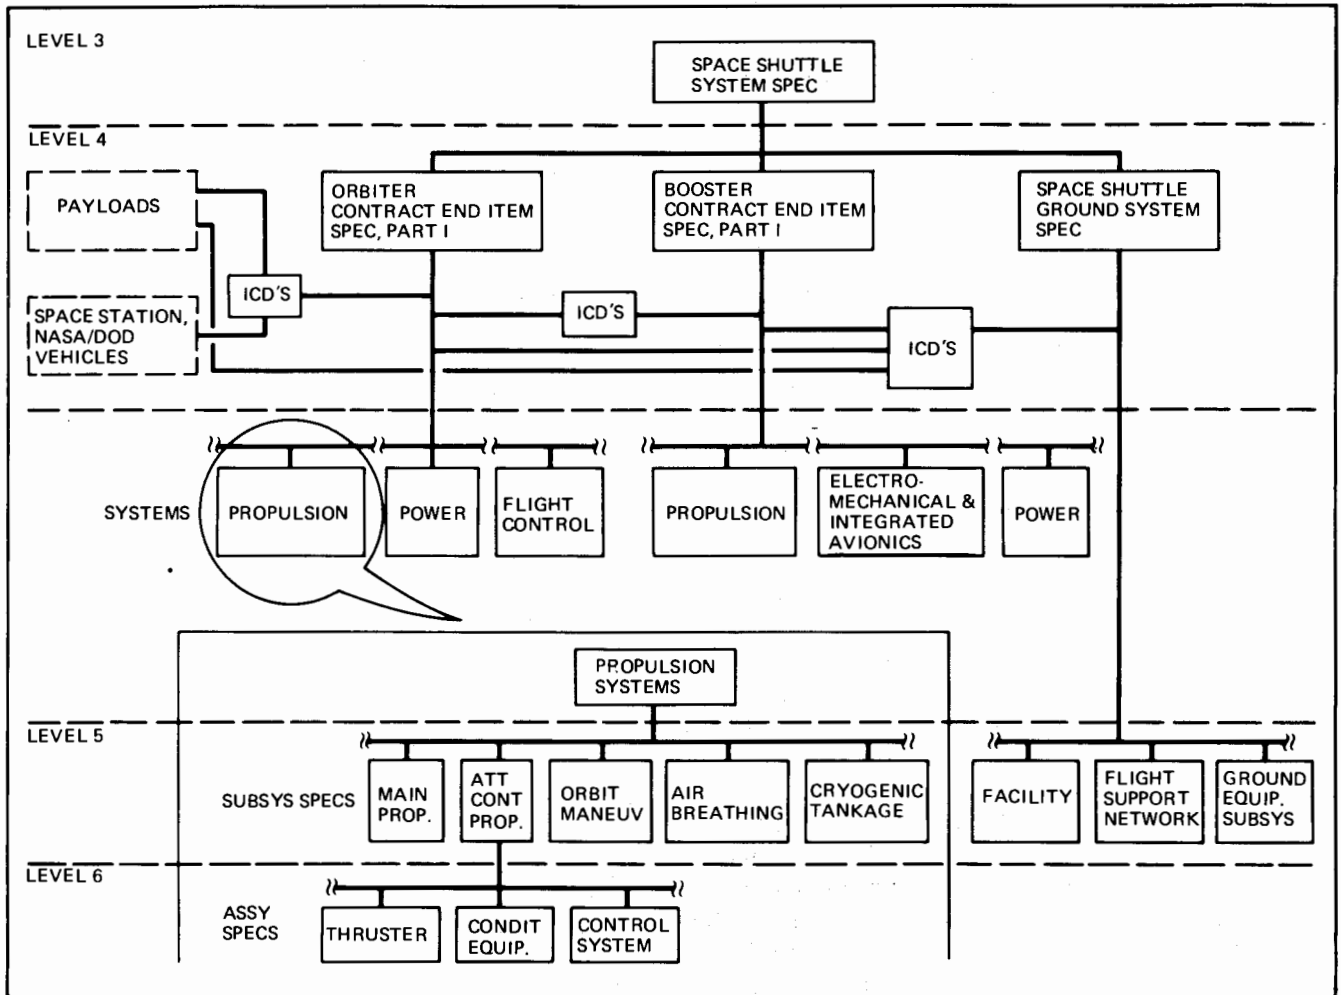 LEVEL 3
SPACE SHUTTLE
SYSTEM SPEC
LEVEL 4
PAYLOADS
ORBITER
CONTRACT END ITEM
SPEC, PART I
BOOSTER
CONTRACT END ITEM
SPEC, PART I
SPACE SHUTTLE
GROUND SYSTEM
SPEC
ICD'S
SPACE STATION,
NASA/DOD
VEHICLES
ICD'S
ICD'S
SYSTEMS
PROPULSION
POWER
FLIGHT
CONTROL
PROPULSION
ELECTRO-
MECHANICAL &
INTEGRATED
AVIONICS
POWER
PROPULSION
SYSTEMS
LEVEL 5
SUBSYS SPECS
MAIN
PROP.
ATT
CONT
PROP.
ORBIT
MANEUV
AIR
BREATHING
CRYOGENIC
TANKAGE
FACILITY
FLIGHT
SUPPORT
NETWORK
GROUND
EQUIP.
SUBSYS
LEVEL 6
ASSY
SPECS
THRUSTER
CONDIT
EQUIP.
CONTROL
SYSTEM